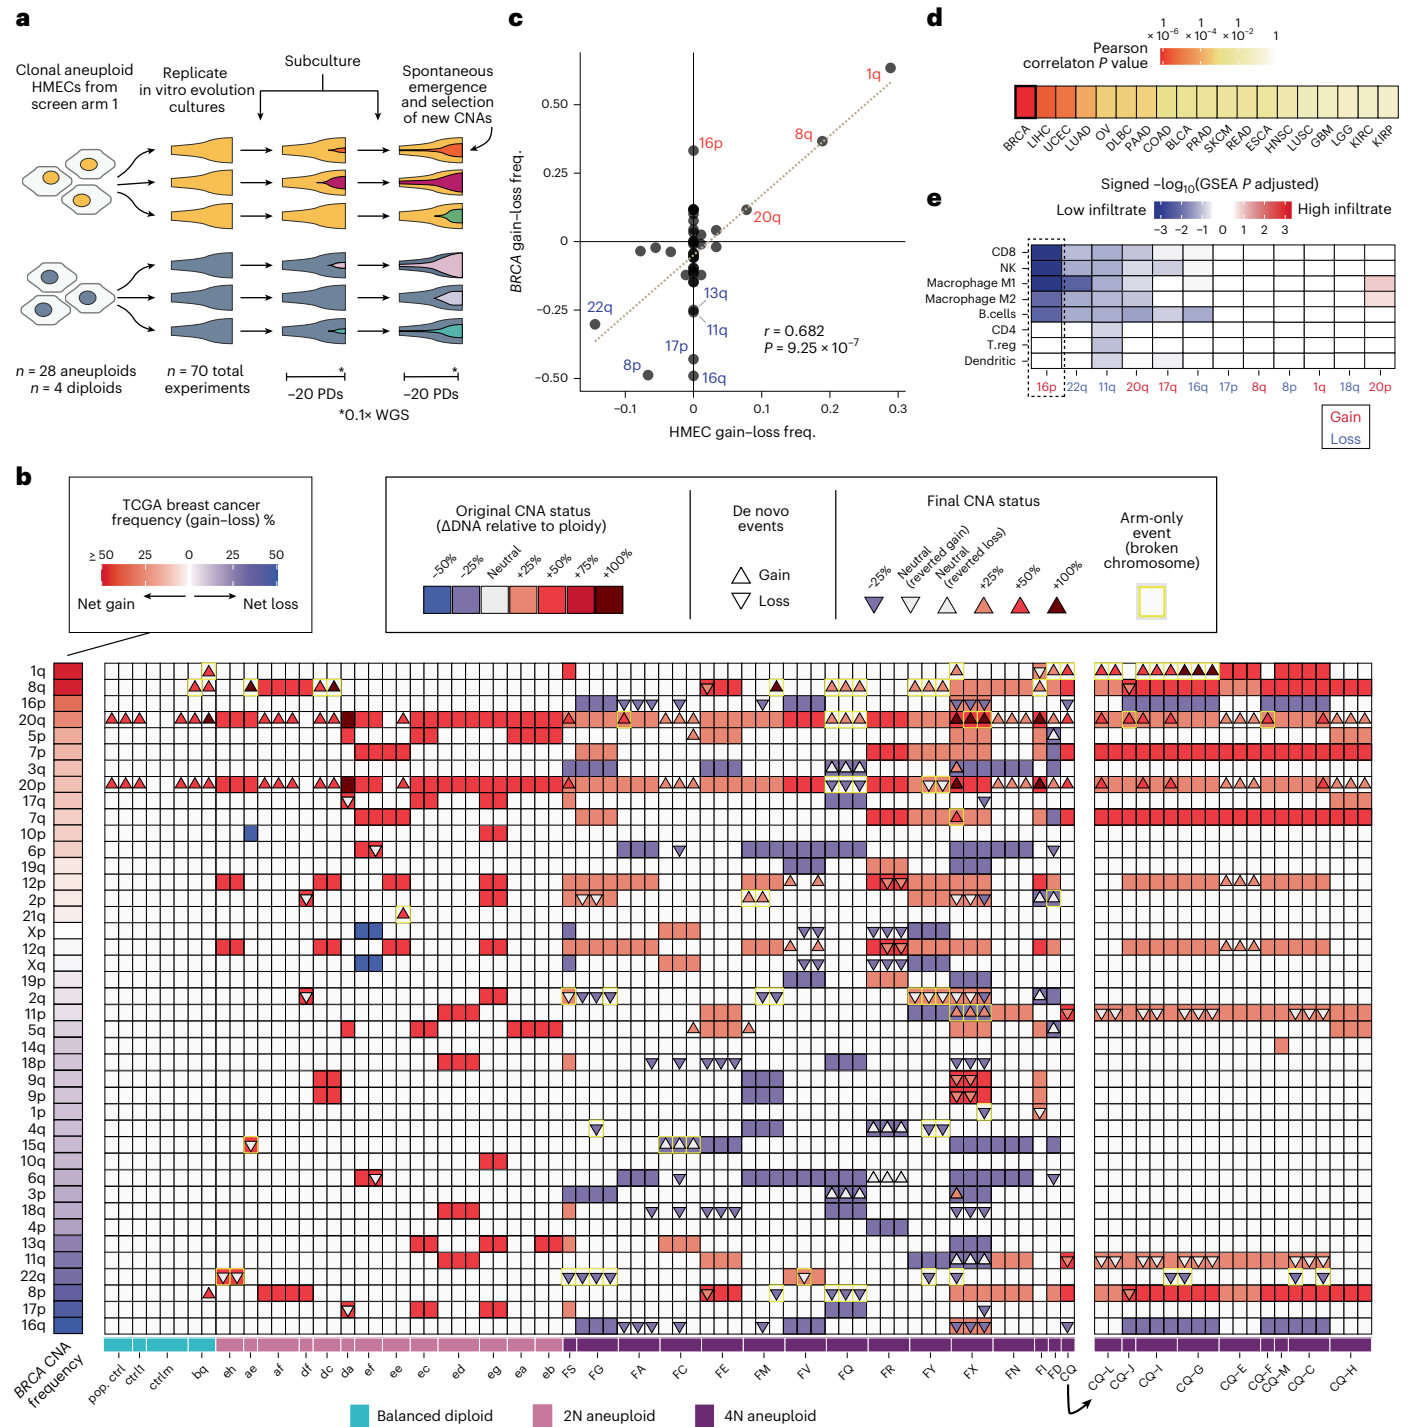 a
Clonal aneuploid
HMECs from
screen arm 1
Replicate
in vitro evolution
cultures
Subculture
Spontaneous
emergence
and selection
of new CNAs
n = 28 aneuploids
n = 4 diploids
n = 70 total
experiments
*
~20 PDs
*
~20 PDs
*0.1× WGS
c
BRCA gain–loss freq.
0.50
0.25
0
−0.25
−0.50
−0.1
0
0.1
0.2
0.3
HMEC gain–loss freq.
1q
8q
16p
20q
22q
13q
11q
17p
8p
16q
r = 0.682
P = 9.25 × 10⁻⁷
d
Pearson
correlaton P value
1 × 10⁻⁶
1 × 10⁻⁴
1 × 10⁻²
1
BRCA
LIHC
UCEC
LUAD
OV
DLBC
PAAD
COAD
BLCA
PRAD
SKCM
READ
ESCA
HNSC
LUSC
GBM
LGG
KIRC
KIRP
e
Signed −log₁₀(GSEA P adjusted)
Low infiltrate
High infiltrate
−3 −2 −1 0 1 2 3
CD8
NK
Macrophage M1
Macrophage M2
B.cells
CD4
T.reg
Dendritic
16p 22q 11q 20q 17q 16q 17p 8q 8p 1q 18q 20p
Gain
Loss
b
TCGA breast cancer
frequency (gain–loss) %
≥ 50 25 0 25 50
Net gain
Net loss
Original CNA status
(ΔDNA relative to ploidy)
−50%
−25%
Neutral
+25%
+50%
+75%
+100%
De novo
events
Gain
Loss
Final CNA status
−25%
Neutral
(reverted gain)
Neutral
(reverted loss)
+25%
+50%
+100%
Arm-only
event
(broken
chromosome)
1q
8q
16p
20q
5p
7p
3q
20p
17q
7q
10p
6p
19q
12p
2p
21q
Xp
12q
Xq
19p
2q
11p
5q
14q
18p
9q
9p
1p
4q
15q
10q
6q
3p
18q
4p
13q
11q
22q
8p
17p
16q
BRCA CNA
frequency
pop. ctrl
ctrl1
ctrlm
bq
eh
ae
af
df
dc
da
ef
ee
ec
ed
eg
ea
eb
FS
FG
FA
FC
FE
FM
FV
FQ
FR
FY
FX
FN
FI
FD
CQ
CQ-L
CQ-J
CQ-I
CQ-G
CQ-E
CQ-F
CQ-M
CQ-C
CQ-H
Balanced diploid
2N aneuploid
4N aneuploid